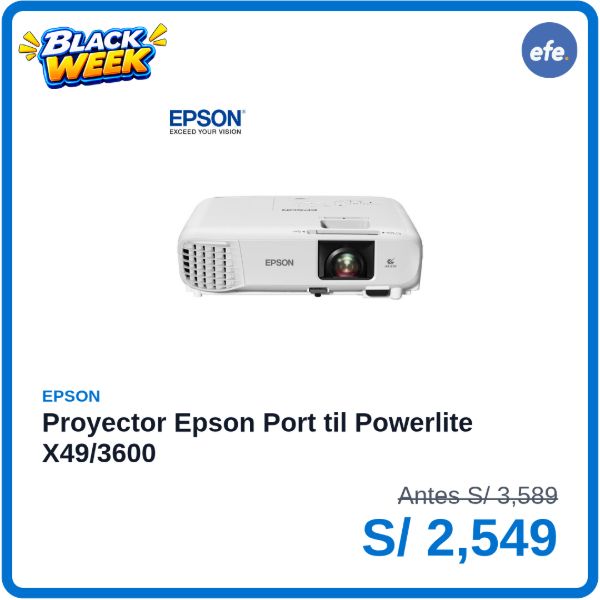 BLACK
WEEK
efe.
EPSON
EXCEED YOUR VISION
EPSON
EPSON
EPSON
Proyector Epson Port til Powerlite
X49/3600
Antes S/ 3,589
S/ 2,549